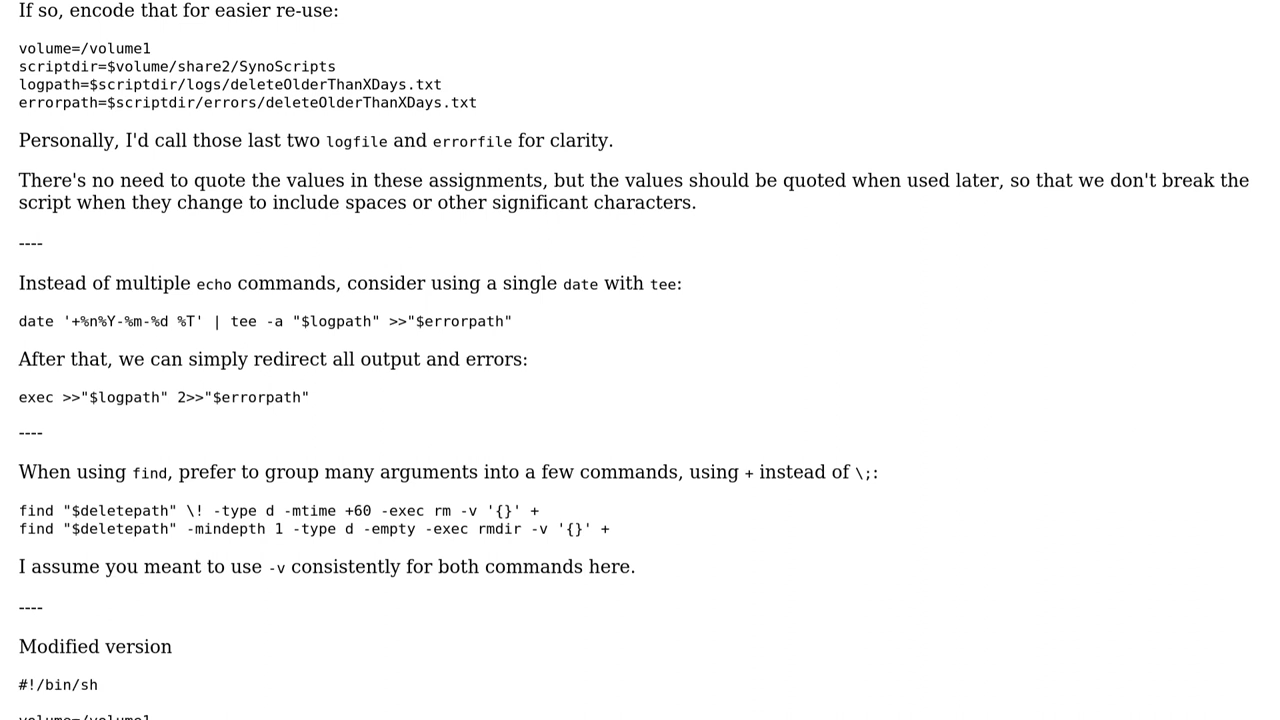 If so, encode that for easier re-use:
volume=/volume1
scriptdir=$volume/share2/SynoScripts
logpath=$scriptdir/logs/deleteOlderThanXDays.txt
errorpath=$scriptdir/errors/deleteOlderThanXDays.txt
Personally, I'd call those last two logfile and errorfile for clarity.
There's no need to quote the values in these assignments, but the values should be quoted when used later, so that we don't break the
script when they change to include spaces or other significant characters.
----
Instead of multiple echo commands, consider using a single date with tee:
date '+%n%Y-%m-%d %T' | tee -a "$logpath" >>"$errorpath"
After that, we can simply redirect all output and errors:
exec >>"$logpath" 2>>"$errorpath"
----
When using find, prefer to group many arguments into a few commands, using + instead of \;:
find "$deletepath" \! -type d -mtime +60 -exec rm -v '{}' +
find "$deletepath" -mindepth 1 -type d -empty -exec rmdir -v '{}' +
I assume you meant to use -v consistently for both commands here.
----
Modified version
#!/bin/sh
volume=/volume1